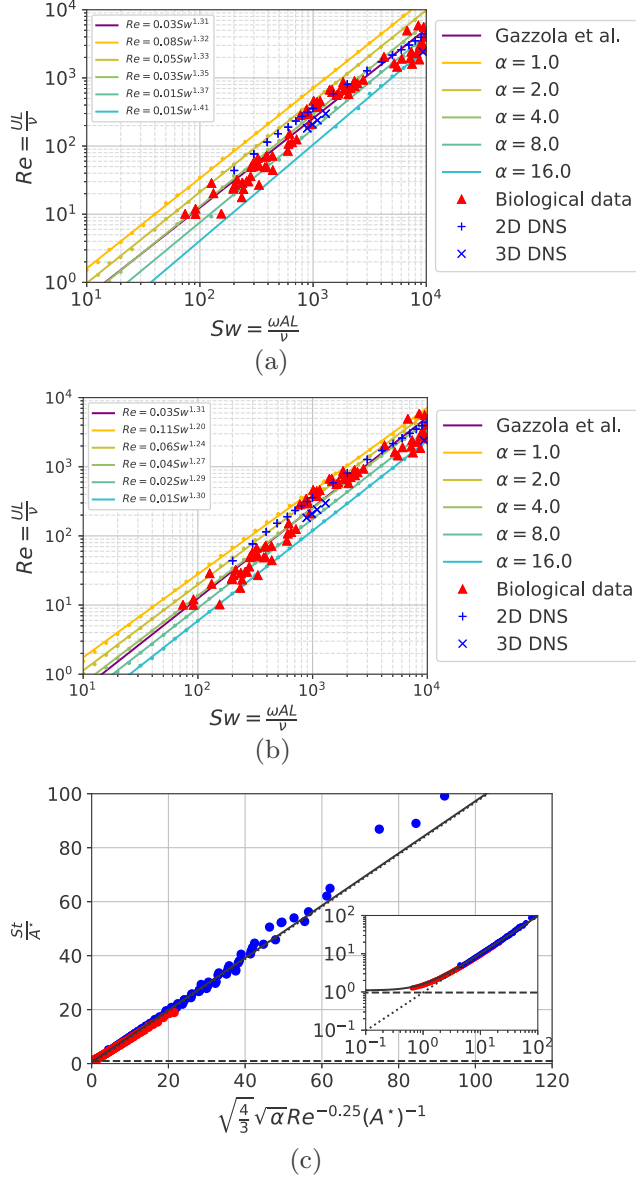 10^4
10^3
10^2
10^1
10^0
Re = \frac{UL}{ν}
Re = 0.03Sw^{1.31}
Re = 0.08Sw^{1.32}
Re = 0.05Sw^{1.33}
Re = 0.03Sw^{1.35}
Re = 0.01Sw^{1.37}
Re = 0.01Sw^{1.41}
Gazzola et al.
α = 1.0
α = 2.0
α = 4.0
α = 8.0
α = 16.0
Biological data
2D DNS
3D DNS
10^1 10^2 10^3 10^4
Sw = \frac{ωAL}{ν}
(a)
10^4
10^3
10^2
10^1
10^0
Re = \frac{UL}{ν}
Re = 0.03Sw^{1.31}
Re = 0.11Sw^{1.20}
Re = 0.06Sw^{1.24}
Re = 0.04Sw^{1.27}
Re = 0.02Sw^{1.29}
Re = 0.01Sw^{1.30}
Gazzola et al.
α = 1.0
α = 2.0
α = 4.0
α = 8.0
α = 16.0
Biological data
2D DNS
3D DNS
10^1 10^2 10^3 10^4
Sw = \frac{ωAL}{ν}
(b)
100
80
60
40
20
0
\frac{St}{A^⋆}
10^2
10^1
10^0
10^{−1}
10^{−1} 10^0 10^1 10^2
0 20 40 60 80 100 120
\sqrt{\frac{4}{3}}\sqrt{α}Re^{−0.25}(A^⋆)^{−1}
(c)